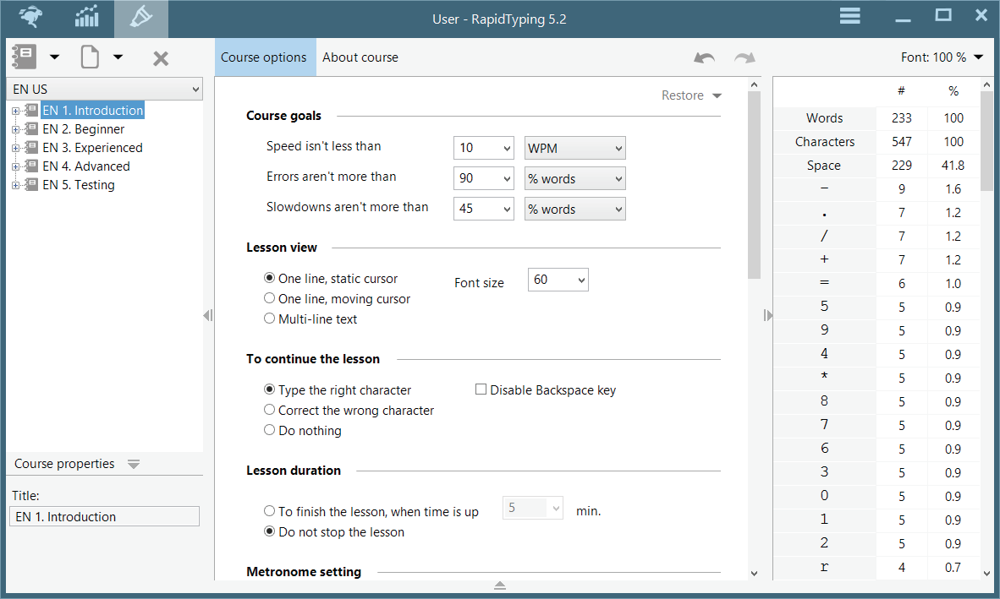 User - RapidTyping 5.2
Course options
About course
Font: 100 %
EN US
EN 1. Introduction
EN 2. Beginner
EN 3. Experienced
EN 4. Advanced
EN 5. Testing
Course properties
Title:
EN 1. Introduction
Restore
Course goals
Speed isn't less than 10 WPM
Errors aren't more than 90 % words
Slowdowns aren't more than 45 % words
Lesson view
One line, static cursor
Font size 60
One line, moving cursor
Multi-line text
To continue the lesson
Type the right character
Disable Backspace key
Correct the wrong character
Do nothing
Lesson duration
To finish the lesson, when time is up 5 min.
Do not stop the lesson
Metronome setting
# %
Words 233 100
Characters 547 100
Space 229 41.8
- 9 1.6
. 7 1.2
/ 7 1.2
+ 7 1.2
= 6 1.0
5 5 0.9
9 5 0.9
4 5 0.9
* 5 0.9
8 5 0.9
7 5 0.9
6 5 0.9
3 5 0.9
0 5 0.9
1 5 0.9
2 5 0.9
r 4 0.7